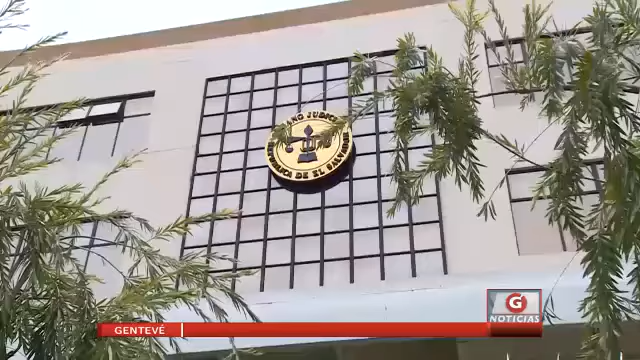 ÓRGANO JUDICIAL
REPÚBLICA DE EL SALVADOR
G
NOTICIAS
GENTEVÉ